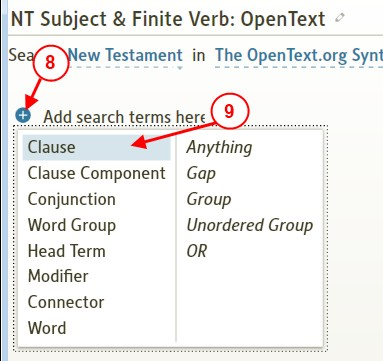 NT Subject & Finite Verb: OpenText
Sea New Testament in The OpenText.org Synt
8
9
Add search terms here
Clause
Clause Component
Conjunction
Word Group
Head Term
Modifier
Connector
Word
Anything
Gap
Group
Unordered Group
OR